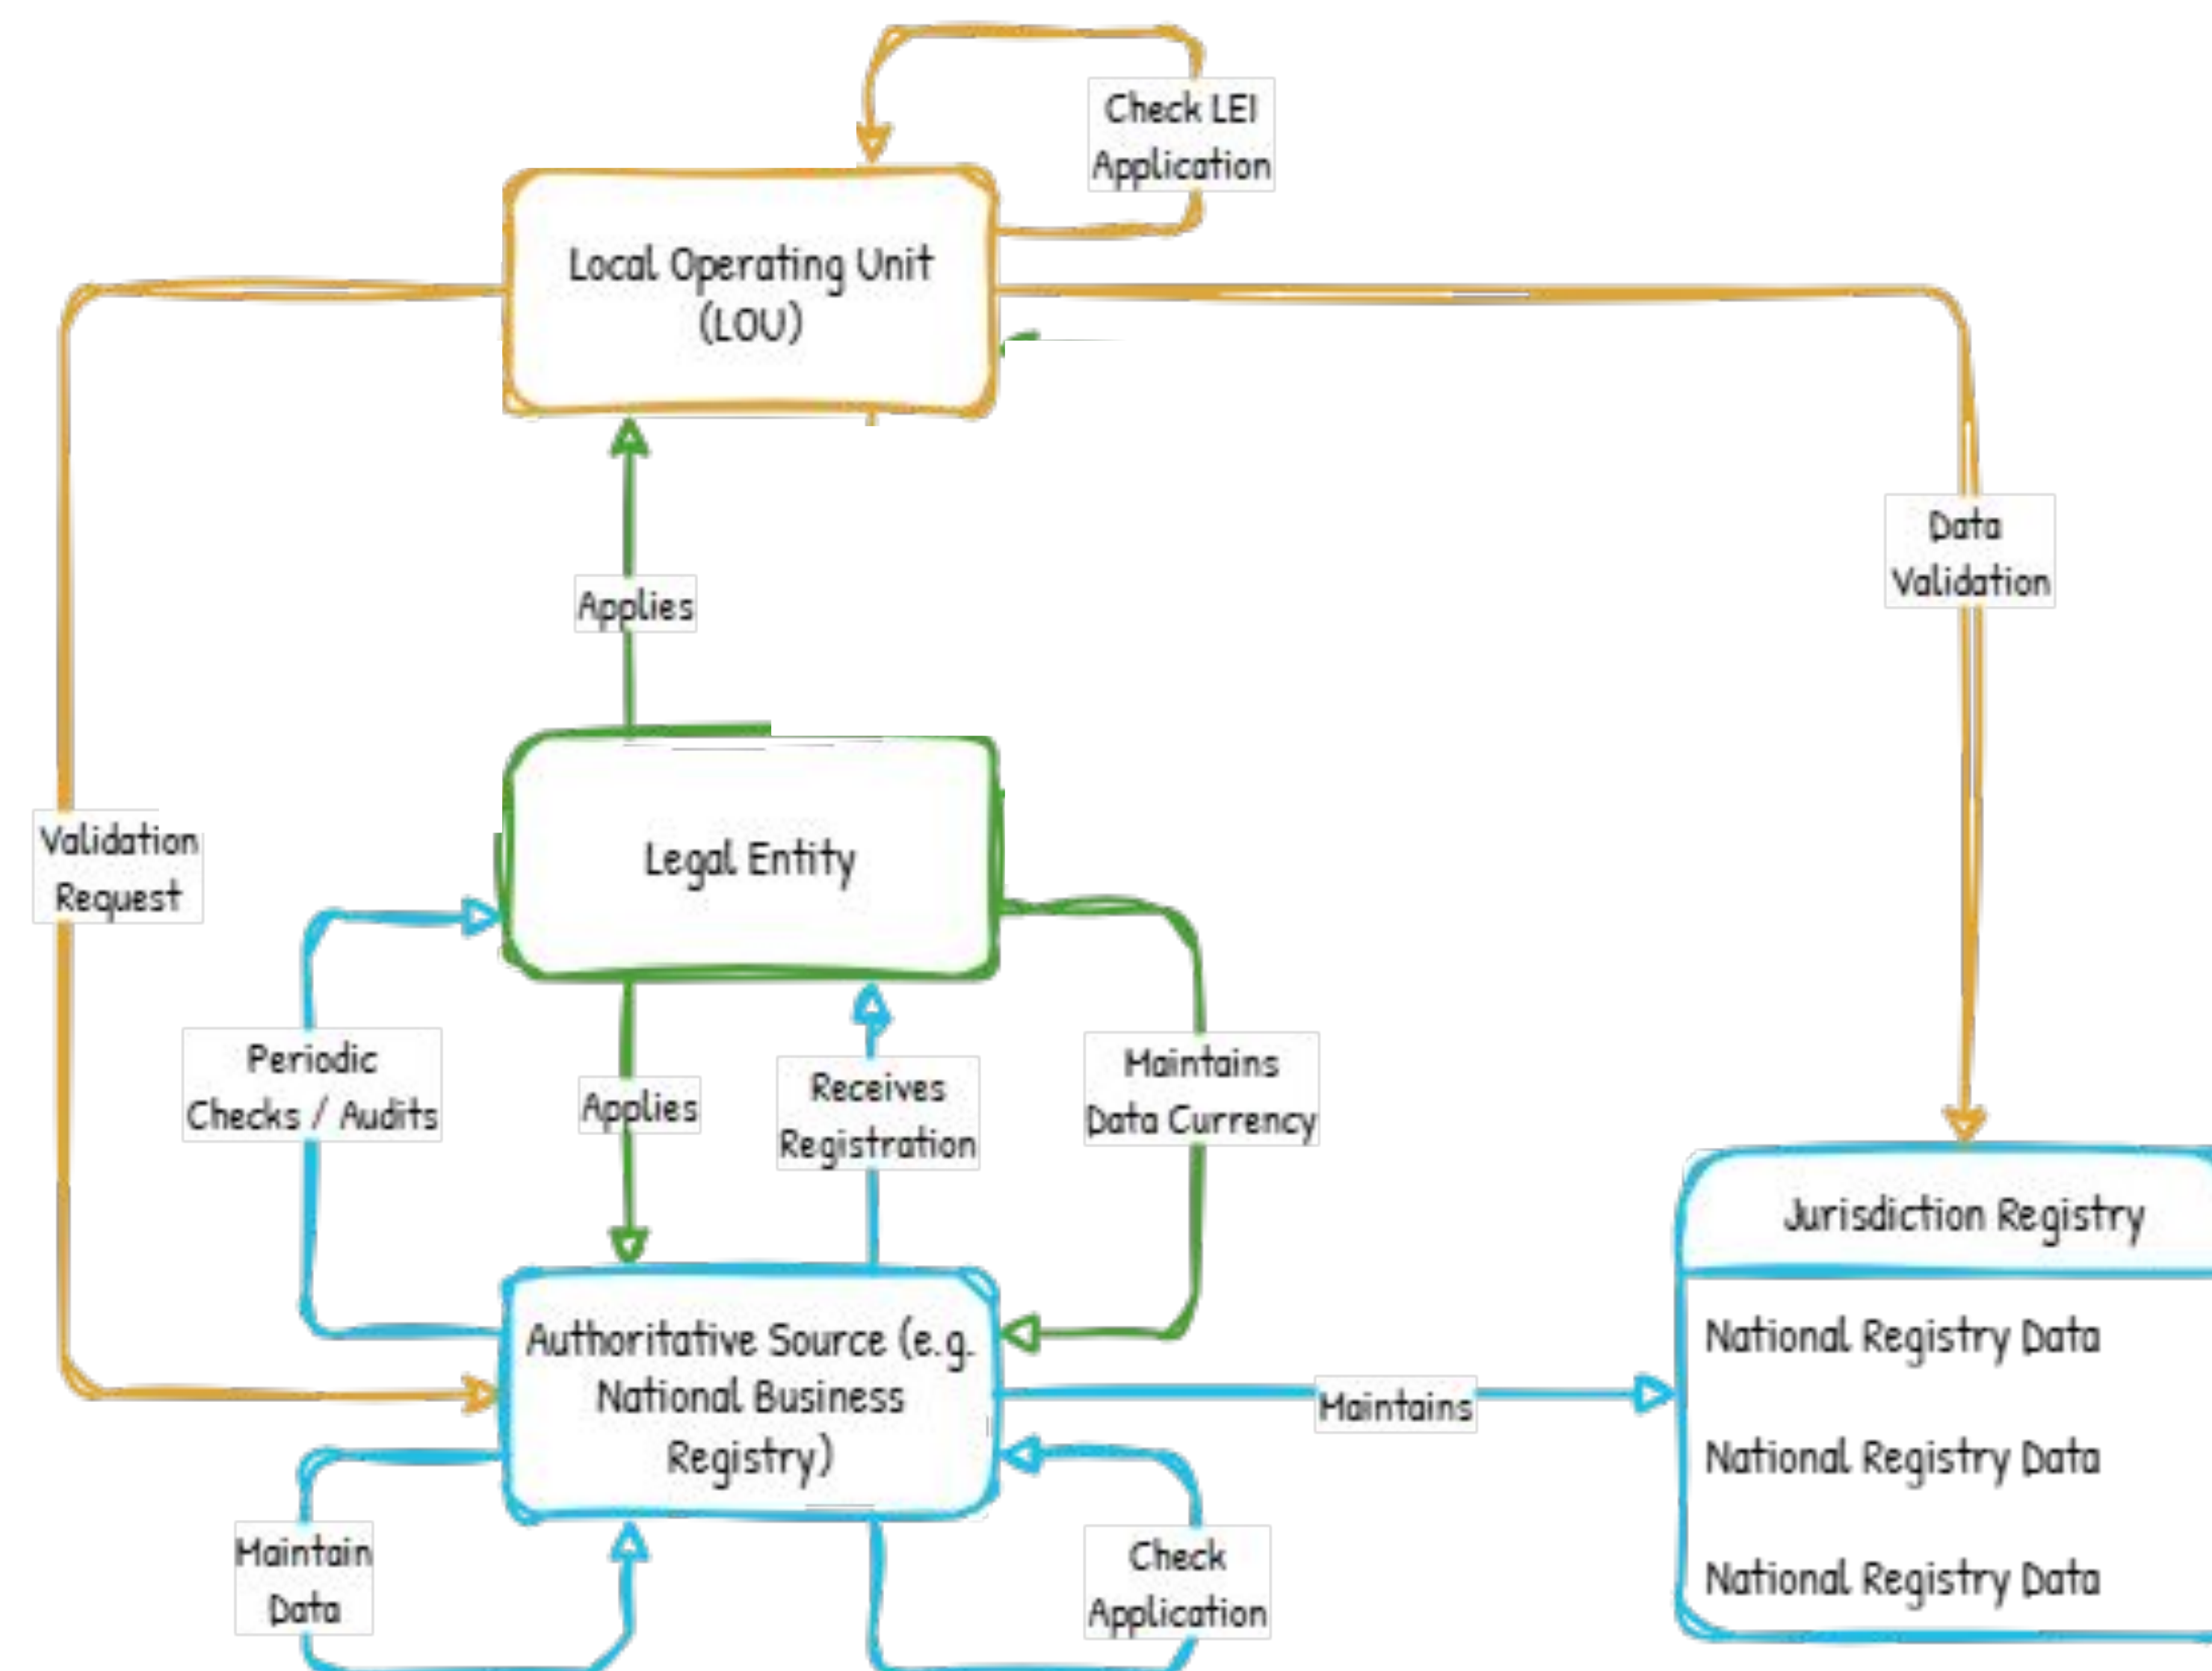 Check LEI
Application
Local Operating Unit
(LOU)
Data
Validation
Applies
Validation
Request
Legal Entity
Periodic
Checks / Audits
Applies
Receives
Registration
Maintains
Data Currency
Jurisdiction Registry
Authoritative Source (e.g.
National Business
Registry)
Maintains
National Registry Data
National Registry Data
National Registry Data
Maintain
Data
Check
Application